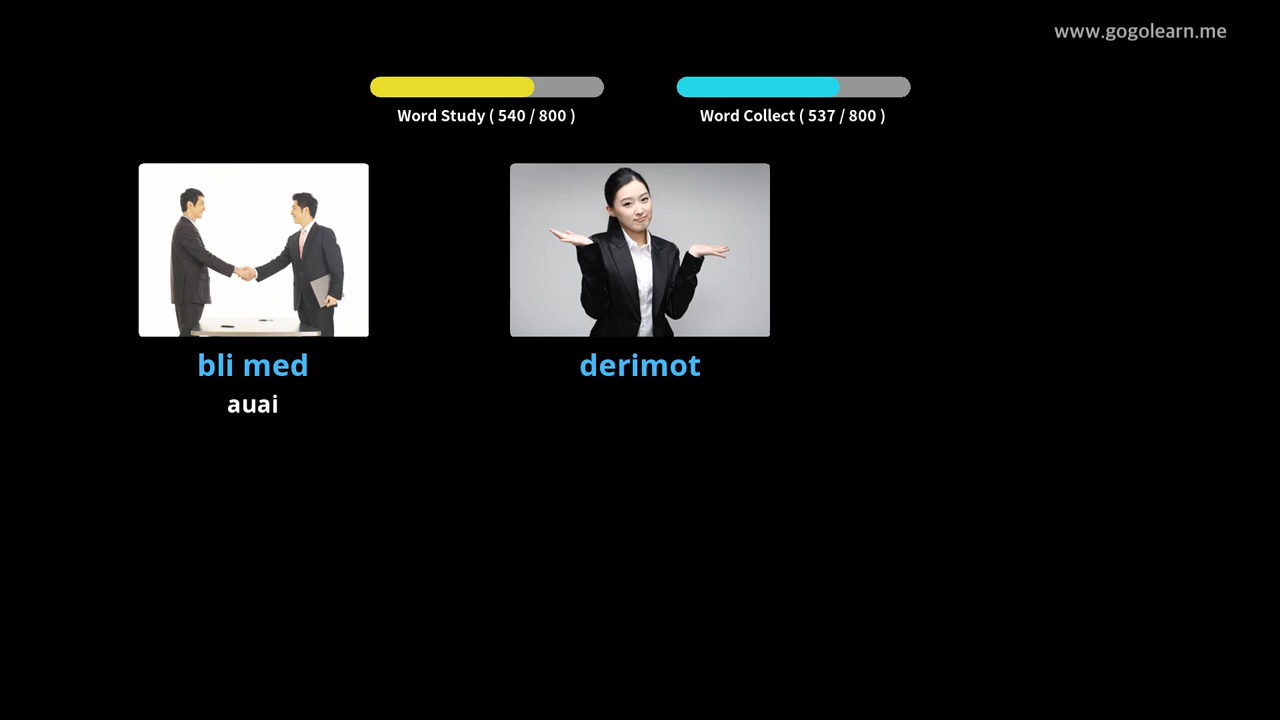 www.gogolearn.me
Word Study ( 540 / 800 )
Word Collect ( 537 / 800 )
bli med
derimot
auai